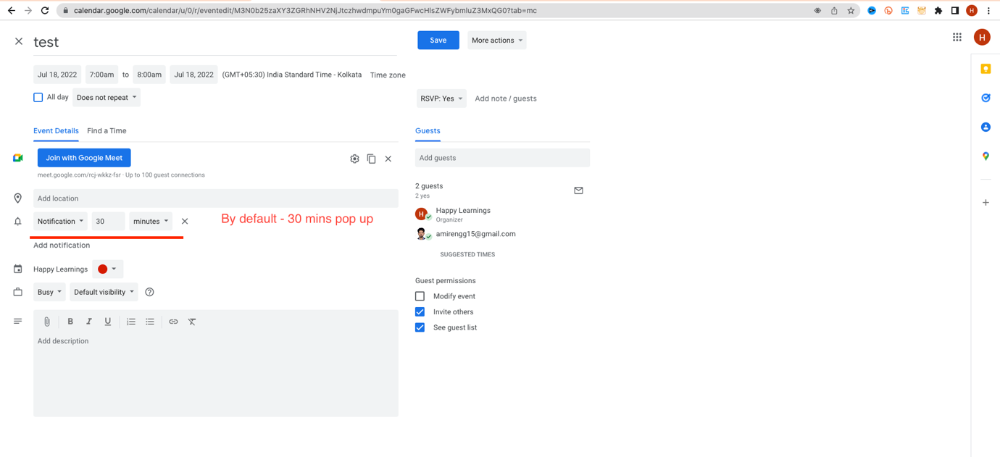 calendar.google.com/calendar/u/0/r/eventedit/M3N0b25zaXY3ZGRhNHV2NjJtczhwdmpuYm0gaGFwcHlsZWFybmluZ3MxQG0?tab=mc
H
test
Save
More actions
H
Jul 18, 2022 7:00am to 8:00am Jul 18, 2022 (GMT+05:30) India Standard Time - Kolkata Time zone
All day Does not repeat
RSVP: Yes Add note / guests
Event Details Find a Time
Guests
Join with Google Meet
meet.google.com/rcj-wkkz-fsr · Up to 100 guest connections
Add guests
2 guests
2 yes
Add location
H Happy Learnings
Organizer
Notification 30 minutes
By default - 30 mins pop up
amirengg15@gmail.com
Add notification
SUGGESTED TIMES
Happy Learnings
Guest permissions
Busy Default visibility
Modify event
Invite others
See guest list
B I U
Add description